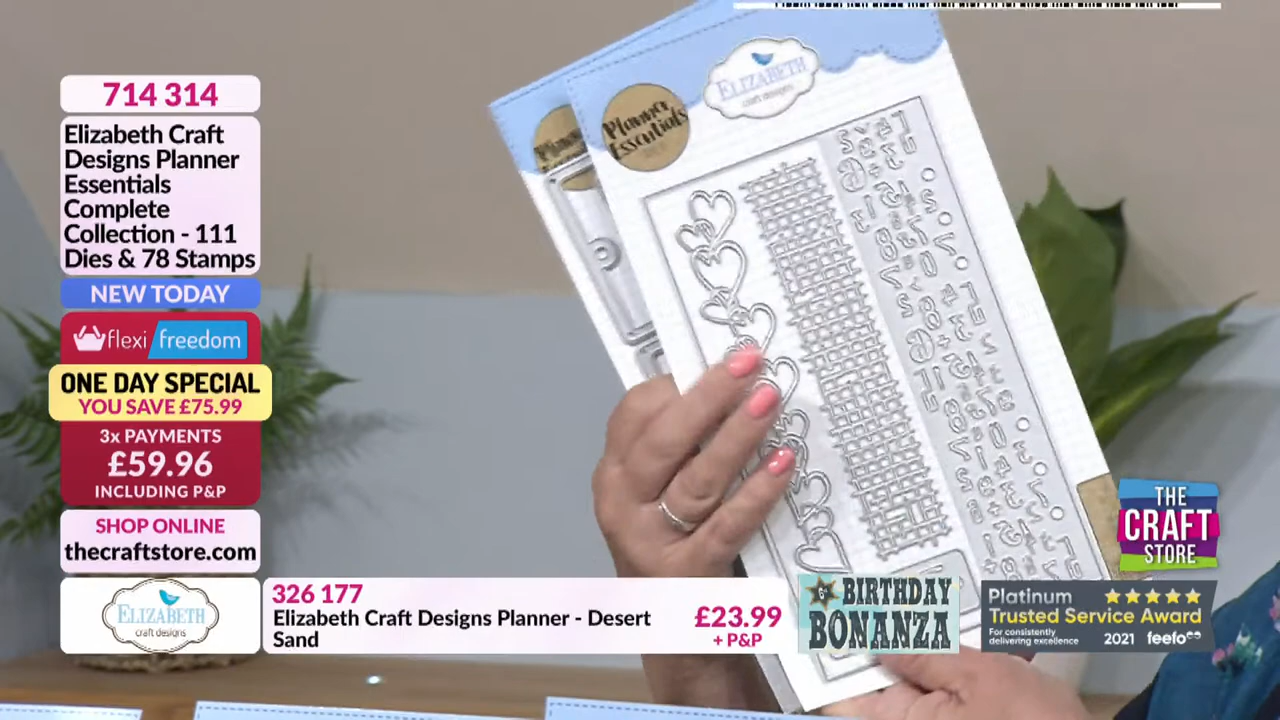 714 314
Elizabeth Craft
Designs Planner
Essentials
Complete
Collection - 111
Dies & 78 Stamps
NEW TODAY
flexi freedom
ONE DAY SPECIAL
YOU SAVE £75.99
3x PAYMENTS
£59.96
INCLUDING P&P
SHOP ONLINE
thecraftstore.com
ELIZABETH
craft designs
326 177
Elizabeth Craft Designs Planner - Desert
Sand
£23.99
+ P&P
BIRTHDAY
BONANZA
Platinum
Trusted Service Award
For consistently
delivering excellence
2021 feefo
THE
CRAFT
STORE
Planner
Essentials
ELIZABETH
craft designs
Planner